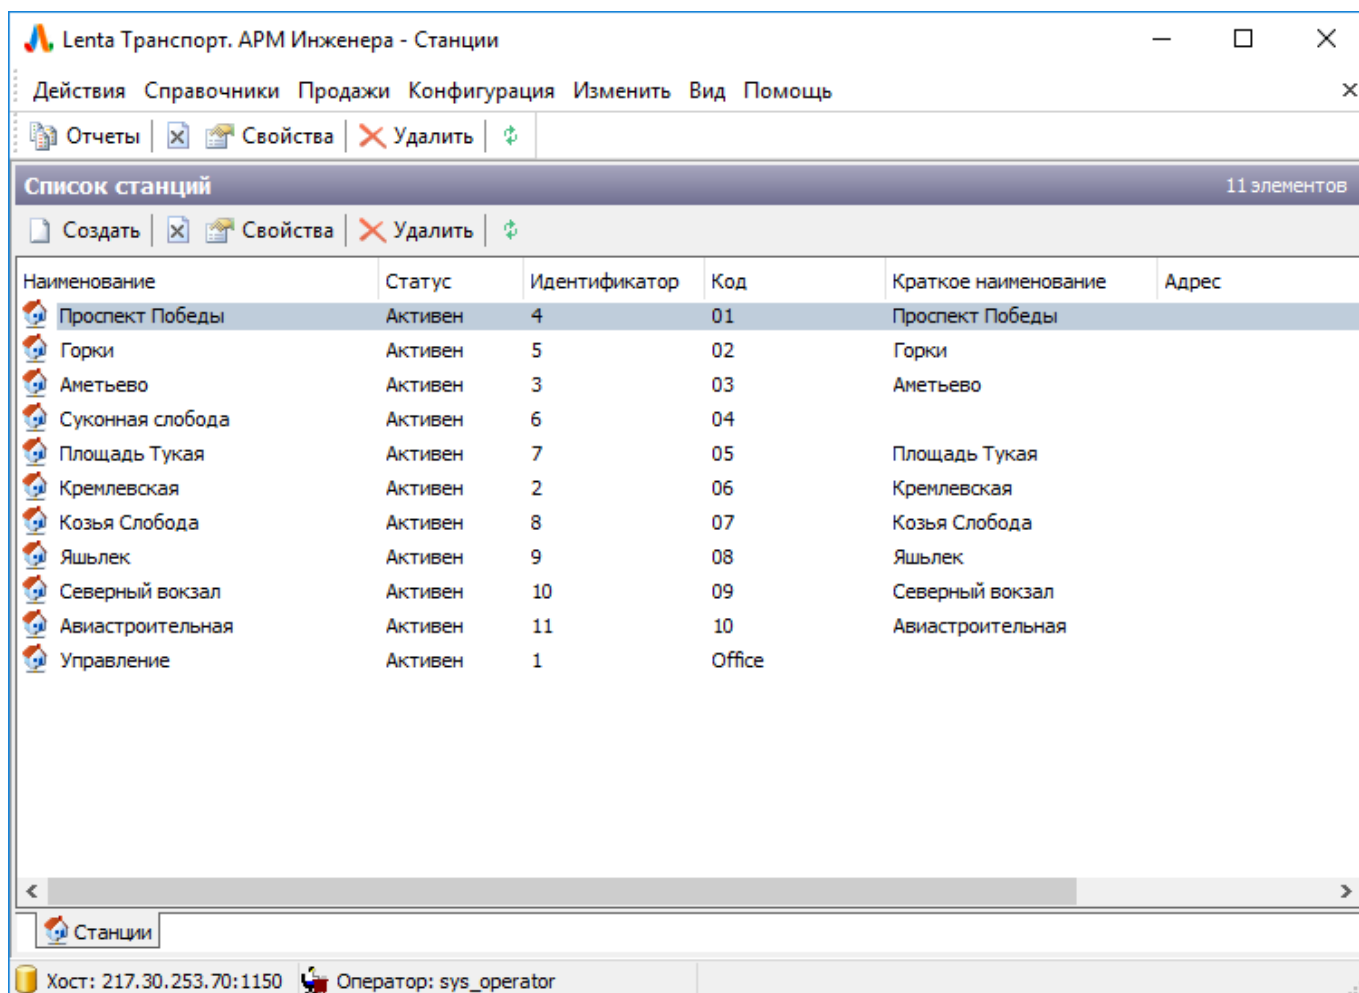 Lenta Транспорт. АРМ Инженера - Станции
Действия Справочники Продажи Конфигурация Изменить Вид Помощь
Отчеты Свойства Удалить
Список станций 11 элементов
Создать Свойства Удалить
Наименование Статус Идентификатор Код Краткое наименование Адрес
Проспект Победы Активен 4 01 Проспект Победы
Горки Активен 5 02 Горки
Аметьево Активен 3 03 Аметьево
Суконная слобода Активен 6 04
Площадь Тукая Активен 7 05 Площадь Тукая
Кремлевская Активен 2 06 Кремлевская
Козья Слобода Активен 8 07 Козья Слобода
Яшьлек Активен 9 08 Яшьлек
Северный вокзал Активен 10 09 Северный вокзал
Авиастроительная Активен 11 10 Авиастроительная
Управление Активен 1 Office
Станции
Хост: 217.30.253.70:1150 Оператор: sys_operator